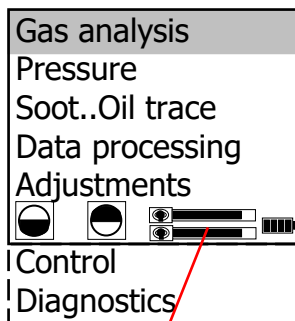 Gas analysis
Pressure
Soot..Oil trace
Data processing
Adjustments
Control
Diagnostics